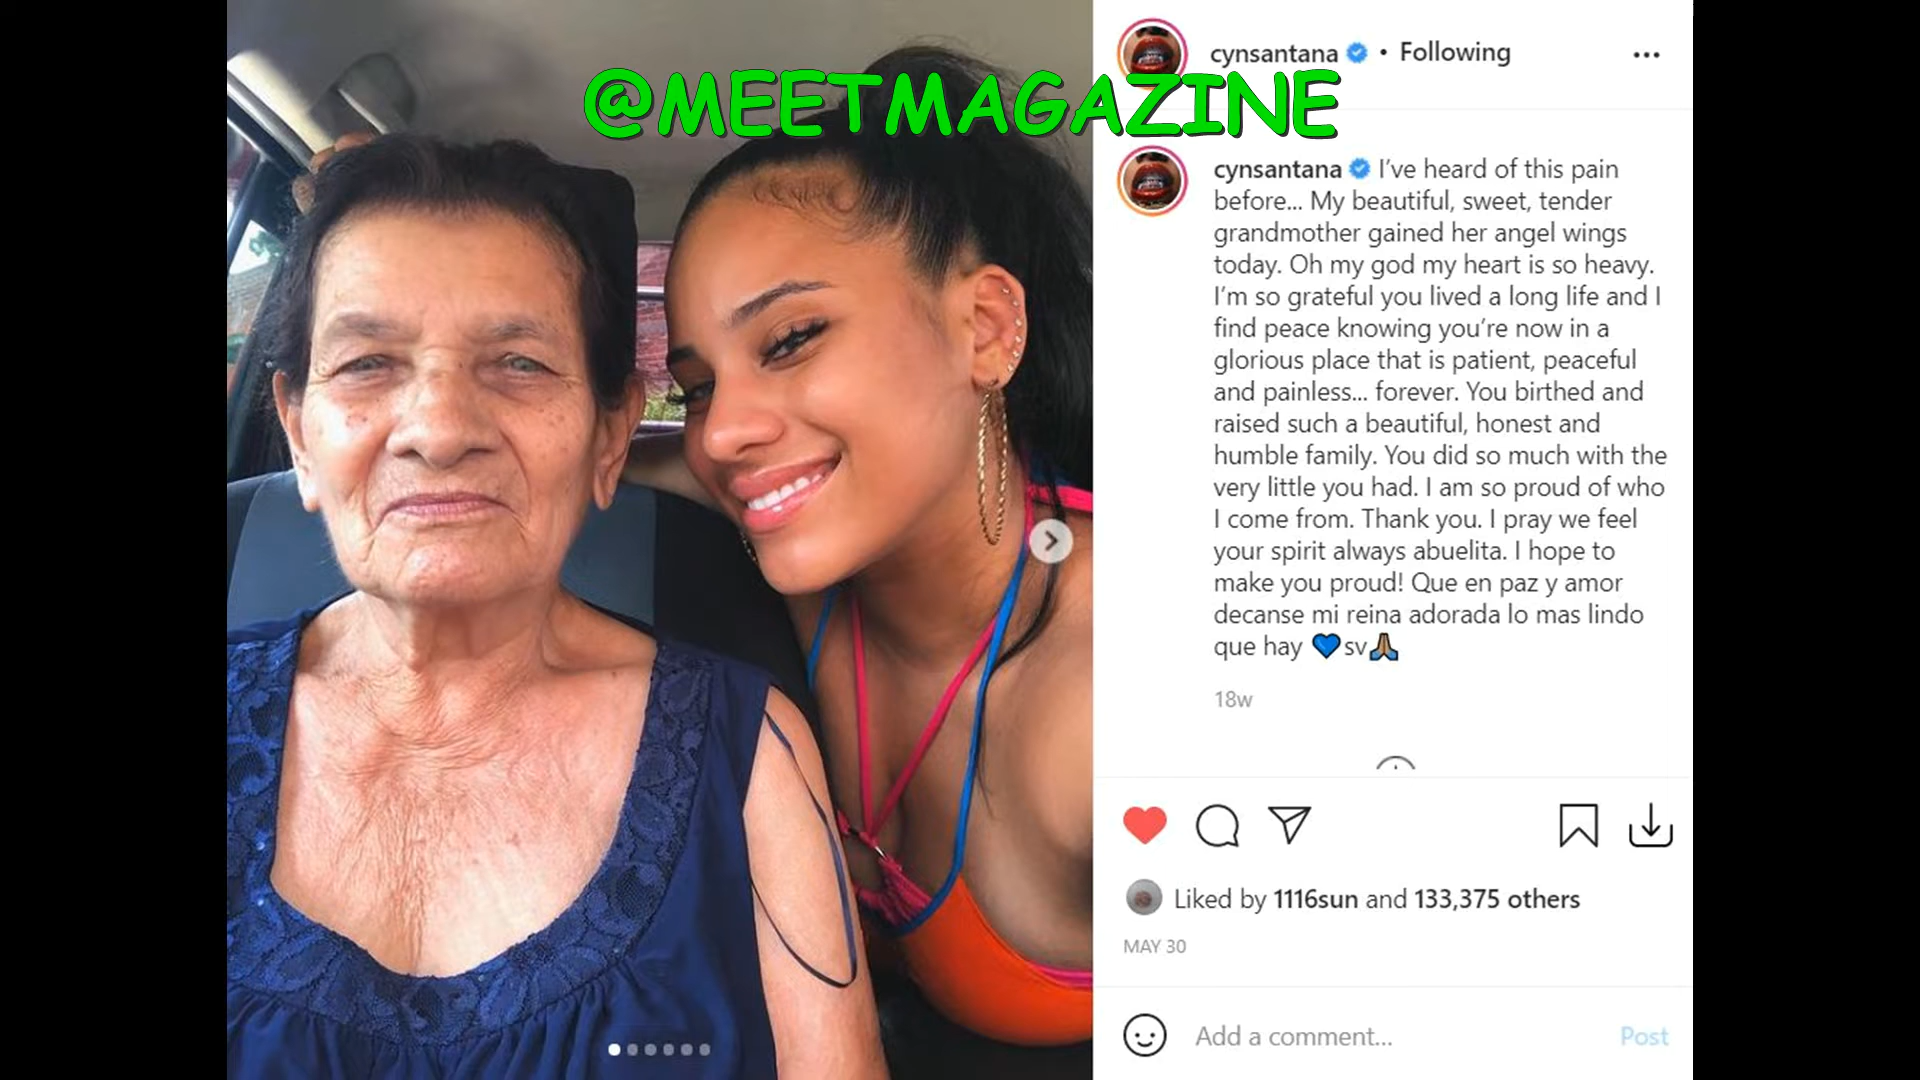 @MEETMAGAZINE
cynsantana • Following
cynsantana I’ve heard of this pain
before... My beautiful, sweet, tender
grandmother gained her angel wings
today. Oh my god my heart is so heavy.
I’m so grateful you lived a long life and I
find peace knowing you’re now in a
glorious place that is patient, peaceful
and painless... forever. You birthed and
raised such a beautiful, honest and
humble family. You did so much with the
very little you had. I am so proud of who
I come from. Thank you. I pray we feel
your spirit always abuelita. I hope to
make you proud! Que en paz y amor
decanse mi reina adorada lo mas lindo
que hay 💙sv🙏🏽
18w
Liked by 1116sun and 133,375 others
MAY 30
Add a comment...
Post